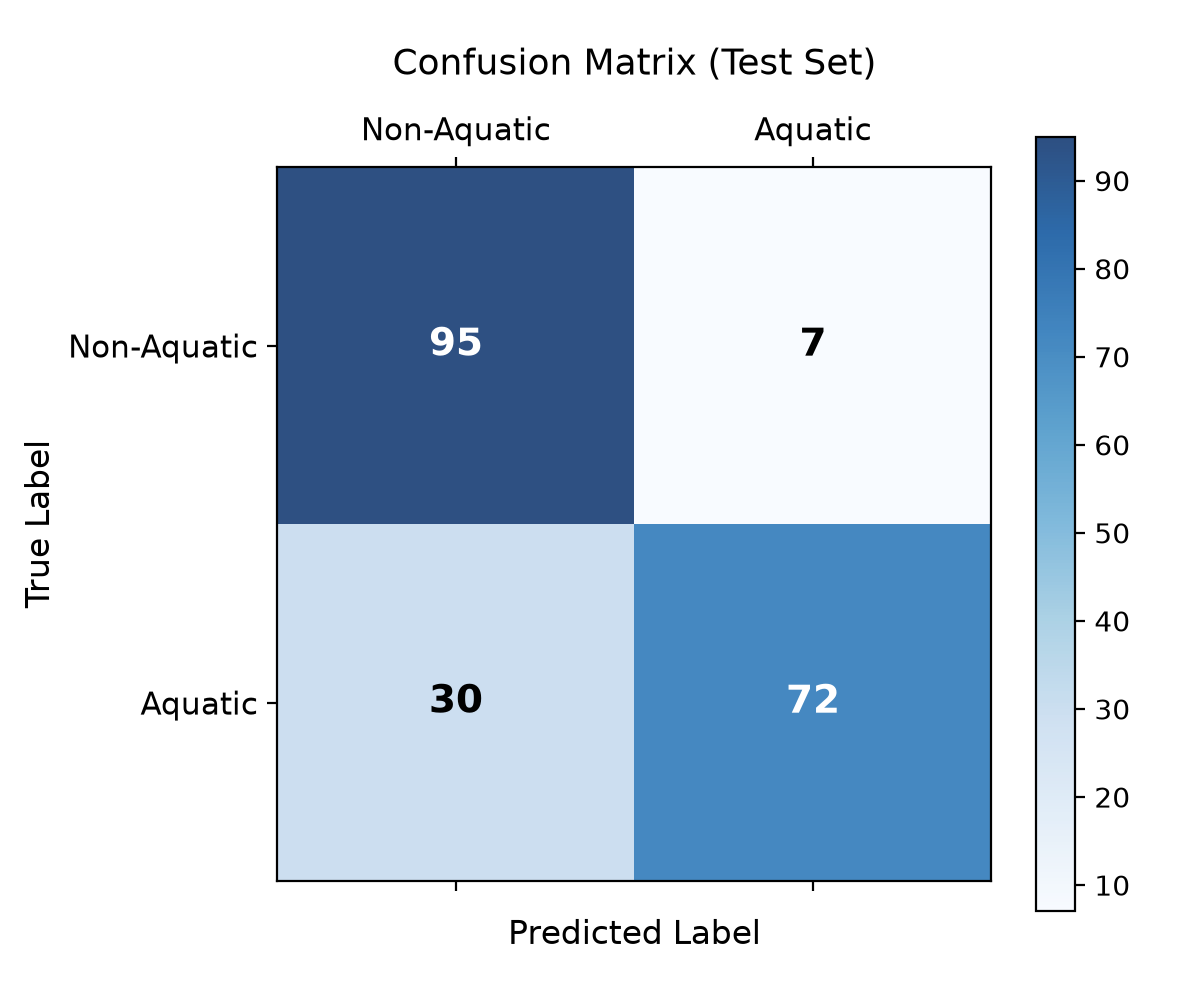 Confusion Matrix (Test Set)
Non-Aquatic Aquatic
90
80
70
60
50
40
30
20
10
True Label
Non-Aquatic 95 7
Aquatic 30 72
Predicted Label